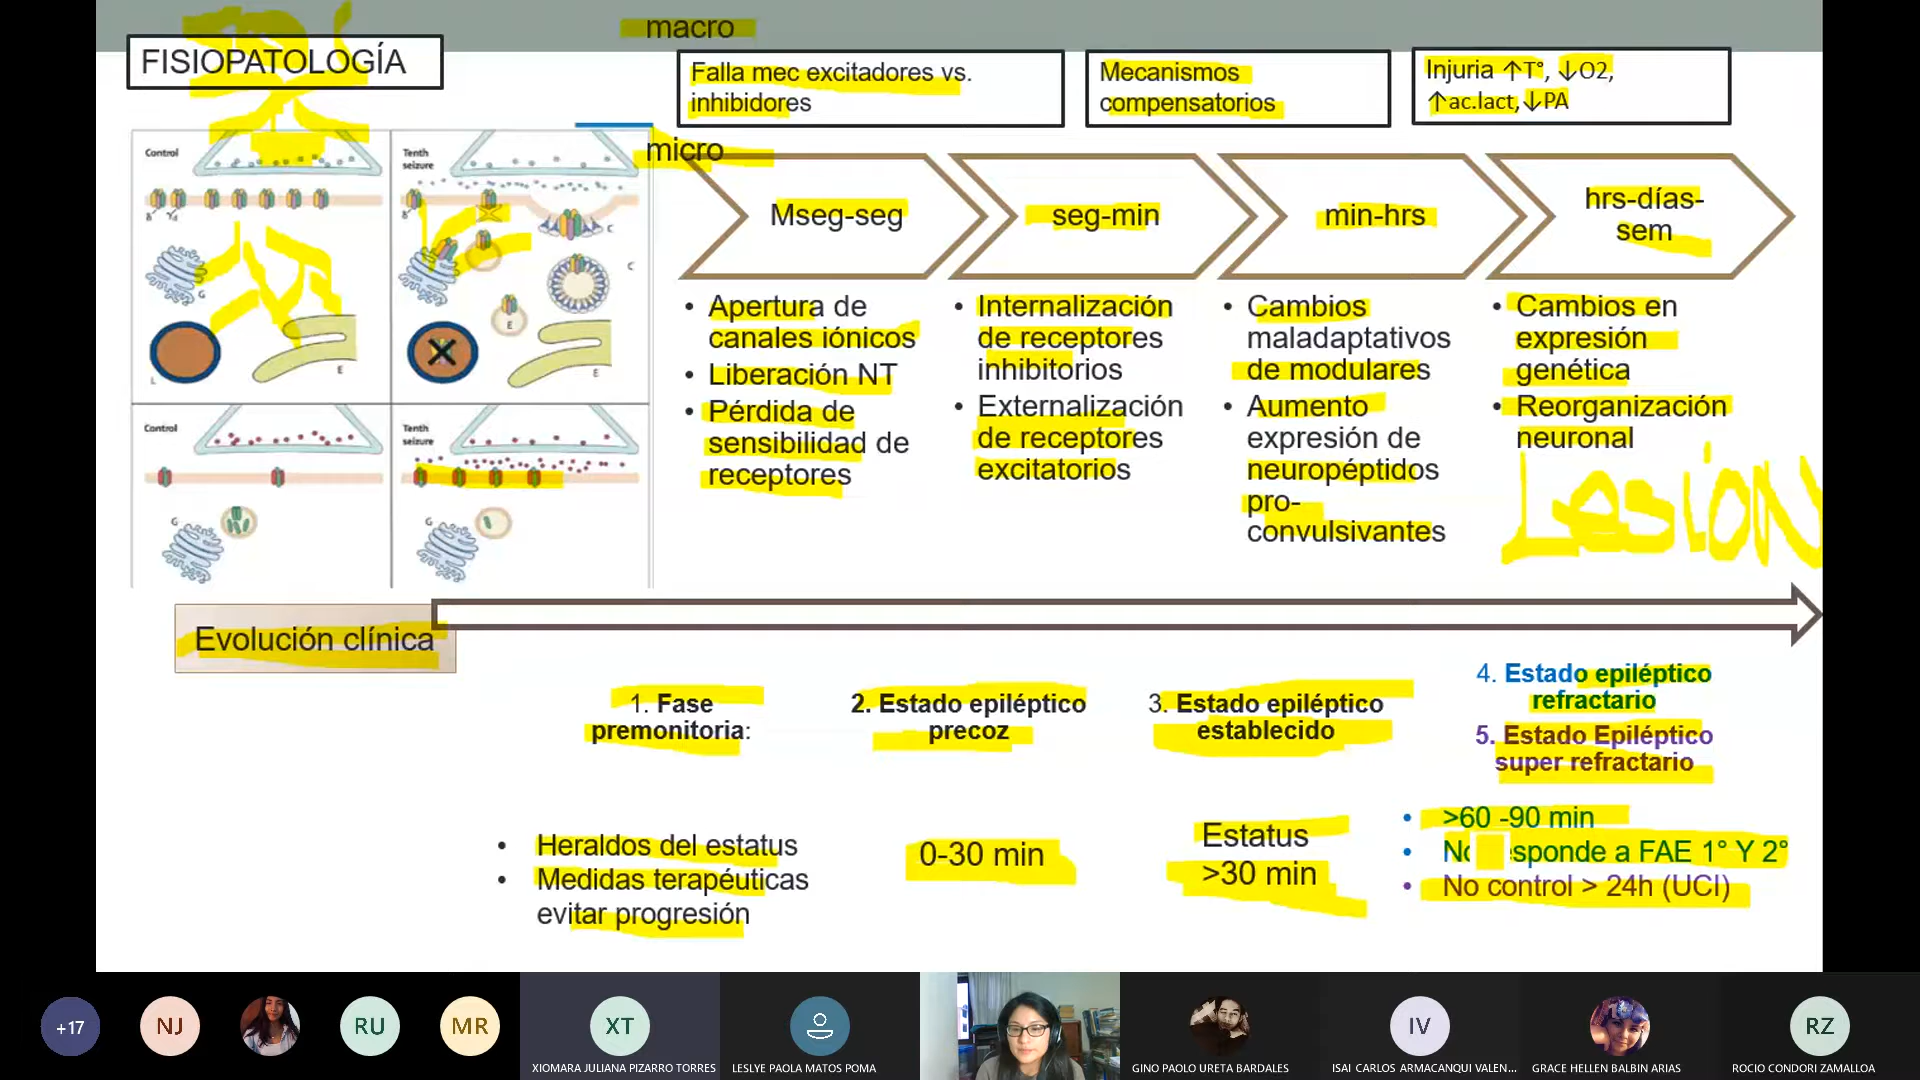 macro
FISIOPATOLOGÍA
Falla mec excitadores vs.
inhibidores
Mecanismos
compensatorios
Injuria ↑T°, ↓O2,
↑ac.lact,↓PA
micro
Control
Tenth
seizure
δ
γ
δ
C
C
G
G
E
L
E
E
Control
Tenth
seizure
G
G
Mseg-seg
seg-min
min-hrs
hrs-días-
sem
• Apertura de
canales iónicos
• Liberación NT
• Pérdida de
sensibilidad de
receptores
• Internalización
de receptores
inhibitorios
• Externalización
de receptores
excitatorios
• Cambios
maladaptativos
de modulares
• Aumento
expresión de
neuropéptidos
pro-
convulsivantes
• Cambios en
expresión
genética
• Reorganización
neuronal
Lesión
Evolución clínica
1. Fase
premonitoria:
2. Estado epiléptico
precoz
3. Estado epiléptico
establecido
4. Estado epiléptico
refractario
5. Estado Epiléptico
super refractario
• Heraldos del estatus
• Medidas terapéuticas
evitar progresión
0-30 min
Estatus
>30 min
• >60 -90 min
• No esponde a FAE 1° Y 2°
• No control > 24h (UCI)
+17
NJ
RU
MR
XT
IV
RZ
XIOMARA JULIANA PIZARRO TORRES
LESLYE PAOLA MATOS POMA
GINO PAOLO URETA BARDALES
ISAI CARLOS ARMACANQUI VALEN...
GRACE HELLEN BALBIN ARIAS
ROCIO CONDORI ZAMALLOA